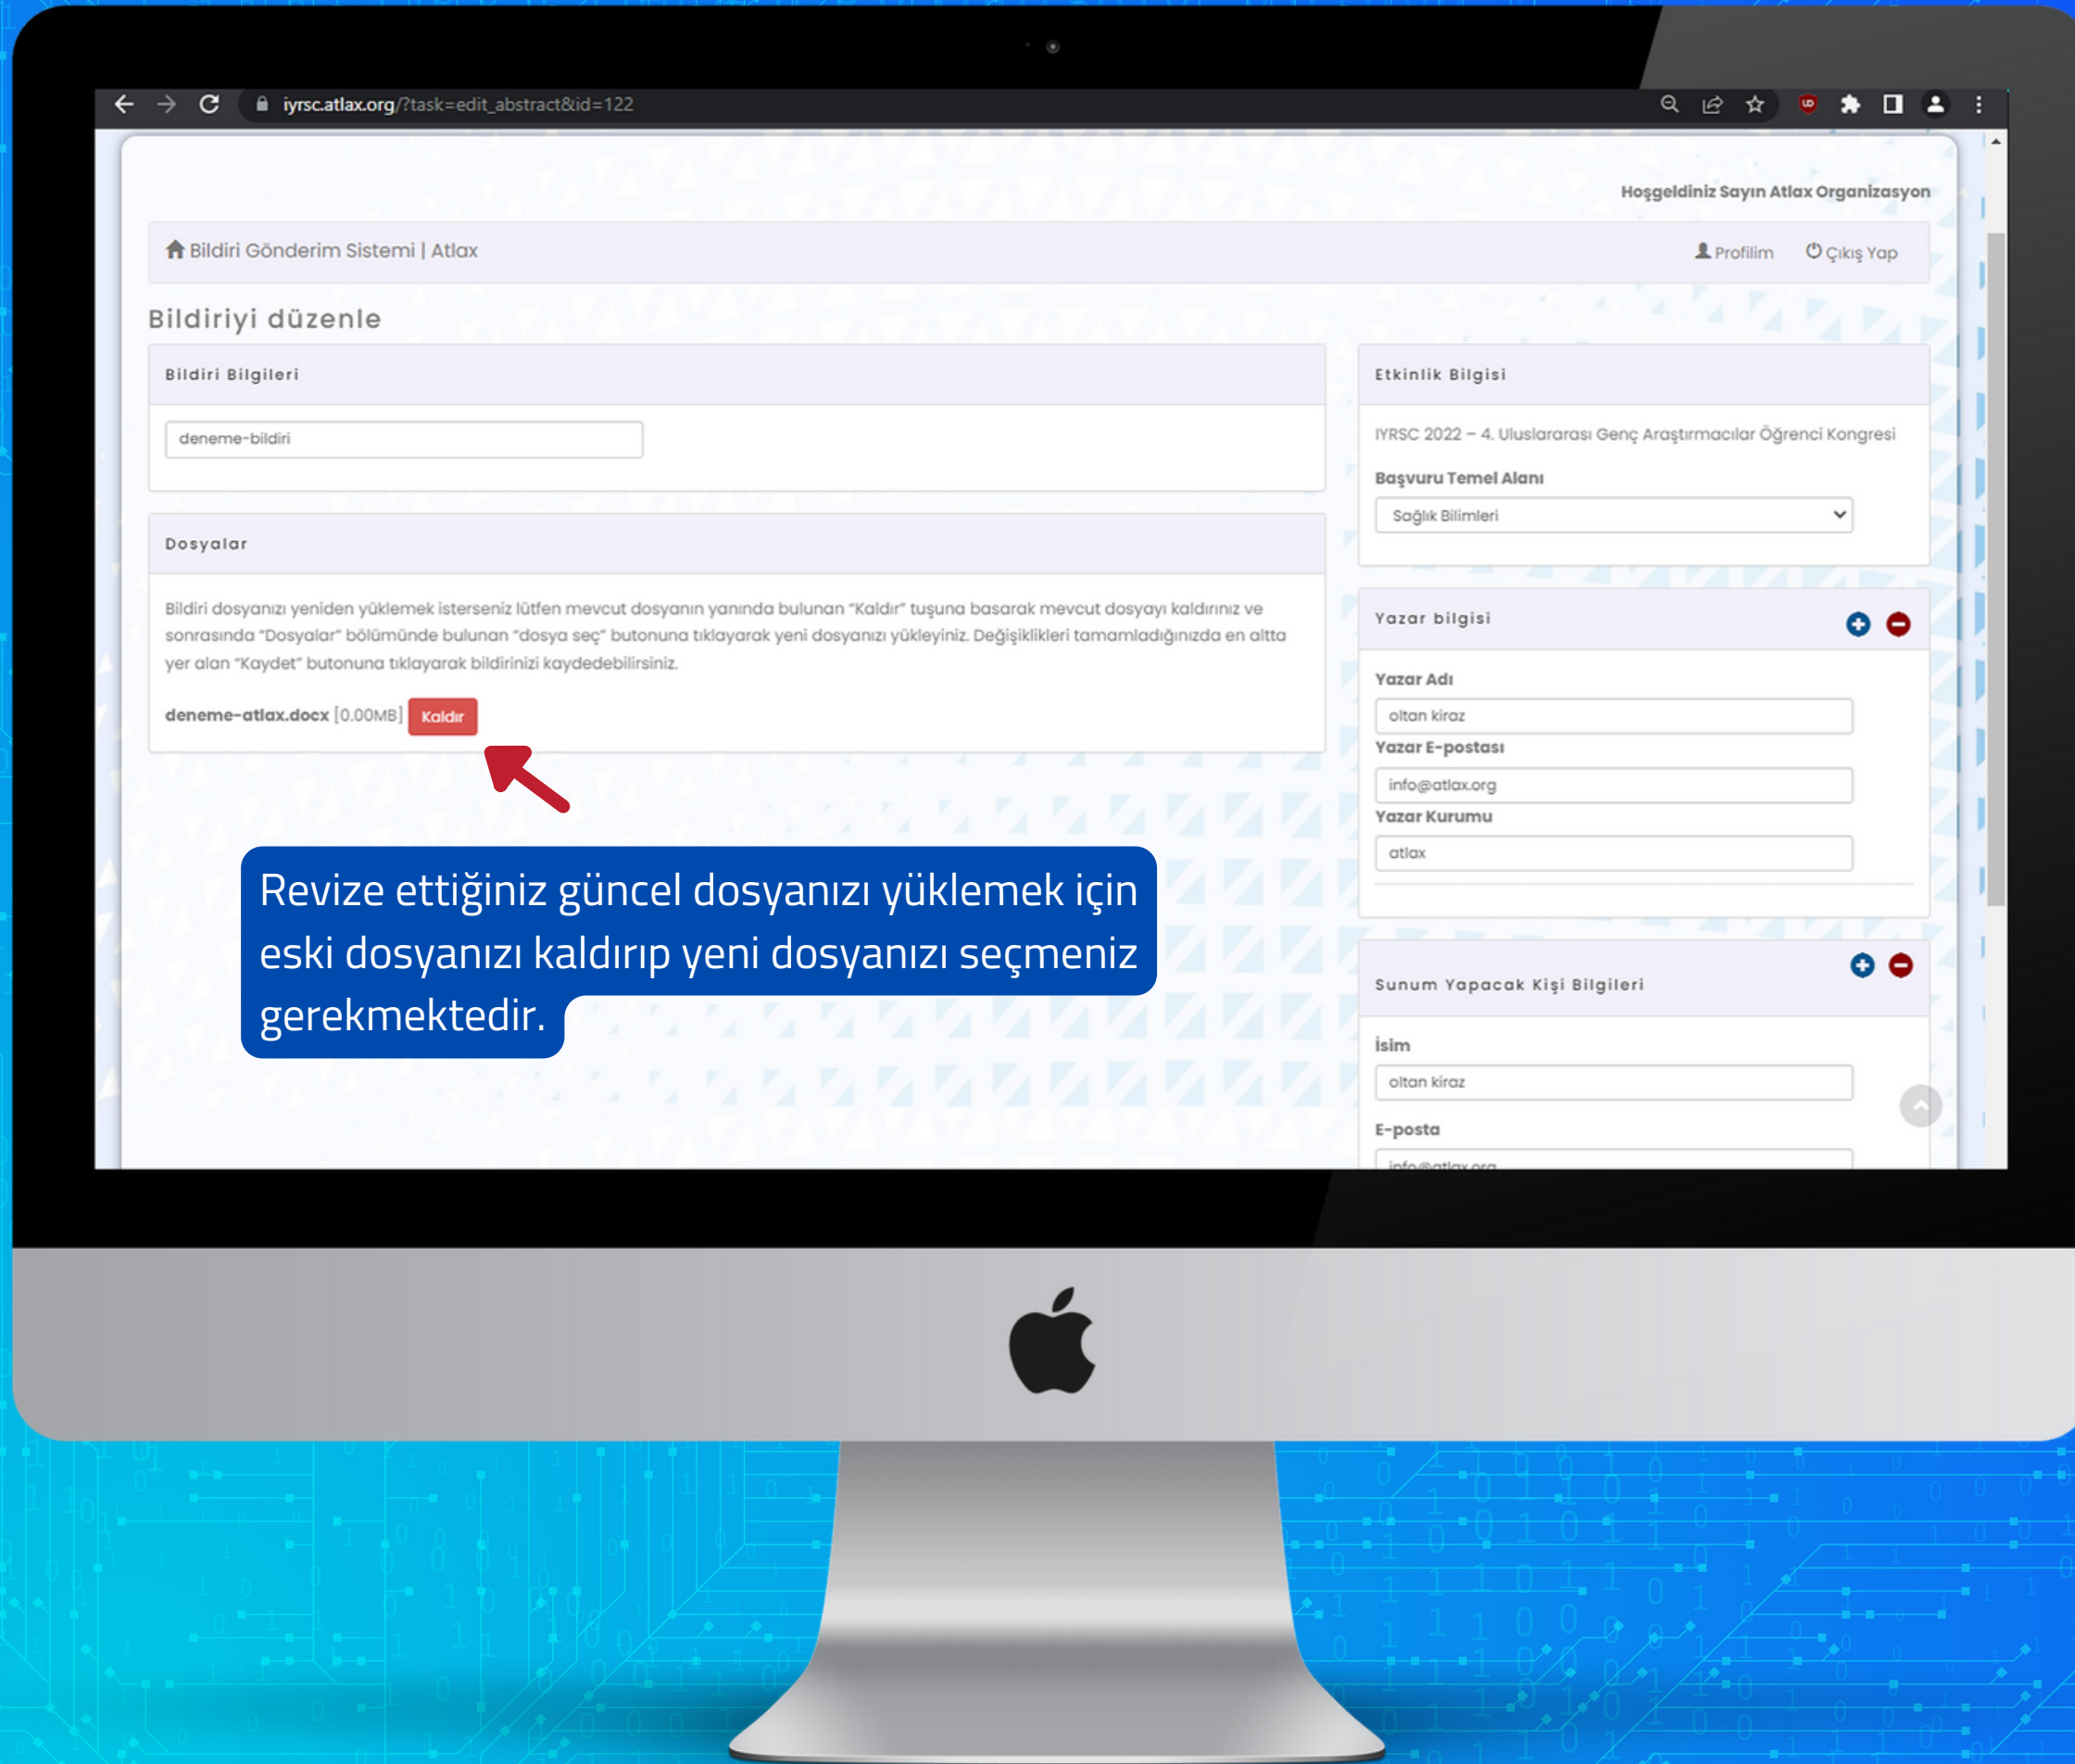 iyrsc.atlax.org/?task=edit_abstract&id=122
Hoşgeldiniz Sayın Atlax Organizasyon
Bildiri Gönderim Sistemi | Atlax
Profilim
Çıkış Yap
Bildiriyi düzenle
Bildiri Bilgileri
deneme-bildiri
Dosyalar
Bildiri dosyanızı yeniden yüklemek isterseniz lütfen mevcut dosyanın yanında bulunan "Kaldır" tuşuna basarak mevcut dosyayı kaldırınız ve
sonrasında "Dosyalar" bölümünde bulunan "dosya seç" butonuna tıklayarak yeni dosyanızı yükleyiniz. Değişiklikleri tamamladığınızda en altta
yer alan "Kaydet" butonuna tıklayarak bildirinizi kaydedebilirsiniz.
deneme-atlax.docx [0.00MB] Kaldır
Revize ettiğiniz güncel dosyanızı yüklemek için
eski dosyanızı kaldırıp yeni dosyanızı seçmeniz
gerekmektedir.
Etkinlik Bilgisi
IYRSC 2022 – 4. Uluslararası Genç Araştırmacılar Öğrenci Kongresi
Başvuru Temel Alanı
Sağlık Bilimleri
Yazar bilgisi
Yazar Adı
oltan kiraz
Yazar E-postası
info@atlax.org
Yazar Kurumu
atlax
Sunum Yapacak Kişi Bilgileri
İsim
oltan kiraz
E-posta
info@atlax.org